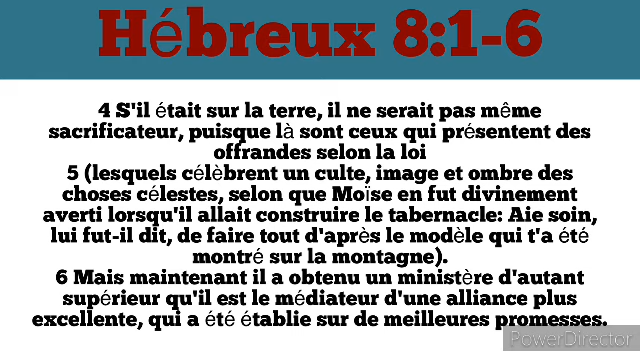 Hébreux 8:1-6
4 S'il était sur la terre, il ne serait pas même
sacrificateur, puisque là sont ceux qui présentent des
offrandes selon la loi
5 (lesquels célèbrent un culte, image et ombre des
choses célestes, selon que Moïse en fut divinement
averti lorsqu'il allait construire le tabernacle: Aie soin,
lui fut-il dit, de faire tout d'après le modèle qui t'a été
montré sur la montagne).
6 Mais maintenant il a obtenu un ministère d'autant
supérieur qu'il est le médiateur d'une alliance plus
excellente, qui a été établie sur de meilleures promesses.
PowerDirector